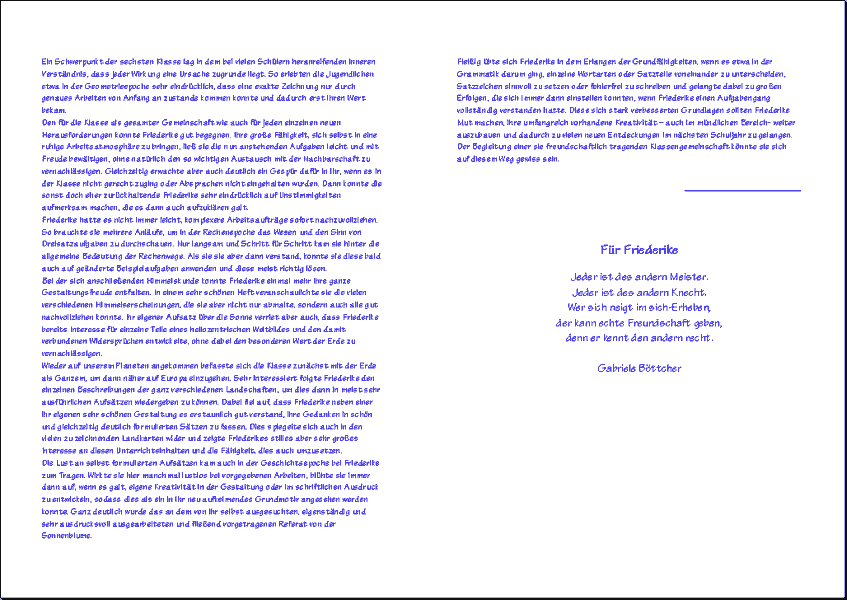 Ein Schwerpunkt der sechsten Klasse lag in dem bei vielen Schülern heranreifenden inneren
Verständnis, dass jeder Wirkung eine Ursache zugrunde liegt. So erlebten die Jugendlichen
etwa in der Geometrieepoche sehr eindrücklich, dass eine exakte Zeichnung nur durch
genaues Arbeiten von Anfang an zustande kommen konnte und dadurch erst ihren Wert
bekam.
Den für die Klasse als gesamter Gemeinschaft wie auch für jeden einzelnen neuen
Herausforderungen konnte Friederike gut begegnen. Ihre große Fähigkeit, sich selbst in eine
ruhige Arbeitsatmosphäre zu bringen, ließ sie die nun anstehenden Aufgaben leicht und mit
Freude bewältigen, ohne natürlich den so wichtigen Austausch mit der Nachbarschaft zu
vernachlässigen. Gleichzeitig erwachte aber auch deutlich ein Gespür dafür in ihr, wenn es in
der Klasse nicht gerecht zuging oder Absprachen nicht eingehalten wurden. Dann konnte die
sonst doch eher zurückhaltende Friederike sehr eindrücklich auf Unstimmigkeiten
aufmerksam machen, die es dann auch aufzuklären galt.
Friederike hatte es nicht immer leicht, komplexere Arbeitsaufträge sofort nachzuvollziehen.
So brauchte sie mehrere Anläufe, um in der Rechenepoche das Wesen und den Sinn von
Dreisatzaufgaben zu durchschauen. Nur langsam und Schritt für Schritt kam sie hinter die
allgemeine Bedeutung der Rechenwege. Als sie sie aber dann verstand, konnte sie diese bald
auch auf geänderte Beispielaufgaben anwenden und diese meist richtig lösen.
Bei der sich anschließenden Himmelskunde konnte Friederike einmal mehr ihre ganze
Gestaltungsfreude entfalten. In einem sehr schönen Heft veranschaulichte sie die vielen
verschiedenen Himmelserscheinungen, die sie aber nicht nur abmalte, sondern auch alle gut
nachvollziehen konnte. Ihr eigener Aufsatz über die Sonne verriet aber auch, dass Friederike
bereits Interesse für einzelne Teile eines heliozentrischen Weltbildes und den damit
verbundenen Widersprüchen entwickelte, ohne dabei den besonderen Wert der Erde zu
vernachlässigen.
Wieder auf unserem Planeten angekommen befasste sich die Klasse zunächst mit der Erde
als Ganzem, um dann näher auf Europa einzugehen. Sehr interessiert folgte Friederike den
einzelnen Beschreibungen der ganz verschiedenen Landschaften, um dies dann in meist sehr
ausführlichen Aufsätzen wiedergeben zu können. Dabei fiel auf, dass Friederike neben einer
ihr eigenen sehr schönen Gestaltung es erstaunlich gut verstand, ihre Gedanken in schön
und gleichzeitig deutlich formulierten Sätzen zu fassen. Dies spiegelte sich auch in den
vielen zu zeichnenden Landkarten wider und zeigte Friederikes stilles aber sehr großes
Interesse an diesen Unterrichtsinhalten und die Fähigkeit, dies auch umzusetzen.
Die Lust an selbst formulierten Aufsätzen kam auch in der Geschichtsepoche bei Friederike
zum Tragen. Wirkte sie hier manchmal lustlos bei vorgegebenen Arbeiten, blühte sie immer
dann auf, wenn es galt, eigene Kreativität in der Gestaltung oder im schriftlichen Ausdruck
zu entwickeln, sodass dies als ein in ihr neu aufkeimendes Grundmotiv angesehen werden
konnte. Ganz deutlich wurde das an dem von ihr selbst ausgesuchten, eigenständig und
sehr ausdrucksvoll ausgearbeiteten und fließend vorgetragenen Referat von der
Sonnenblume.
Fleißig übte sich Friederike in dem Erlangen der Grundfähigkeiten, wenn es etwa in der
Grammatik darum ging, einzelne Wortarten oder Satzteile voneinander zu unterscheiden,
Satzzeichen sinnvoll zu setzen oder fehlerfrei zu schreiben und gelangte dabei zu großen
Erfolgen, die sich immer dann einstellen konnten, wenn Friederike einen Aufgabengang
vollständig verstanden hatte. Diese sich stark verbesserten Grundlagen sollten Friederike
Mut machen, ihre umfangreich vorhandene Kreativität – auch im mündlichen Bereich- weiter
auszubauen und dadurch zu vielen neuen Entdeckungen im nächsten Schuljahr zu gelangen.
Der Begleitung einer sie freundschaftlich tragenden Klassengemeinschaft könnte sie sich
auf diesem Weg gewiss sein.
Für Friederike
Jeder ist des andern Meister.
Jeder ist des andern Knecht.
Wer sich neigt im sich-Erheben,
der kann echte Freundschaft geben,
denn er kennt den andern recht.
Gabriele Böttcher